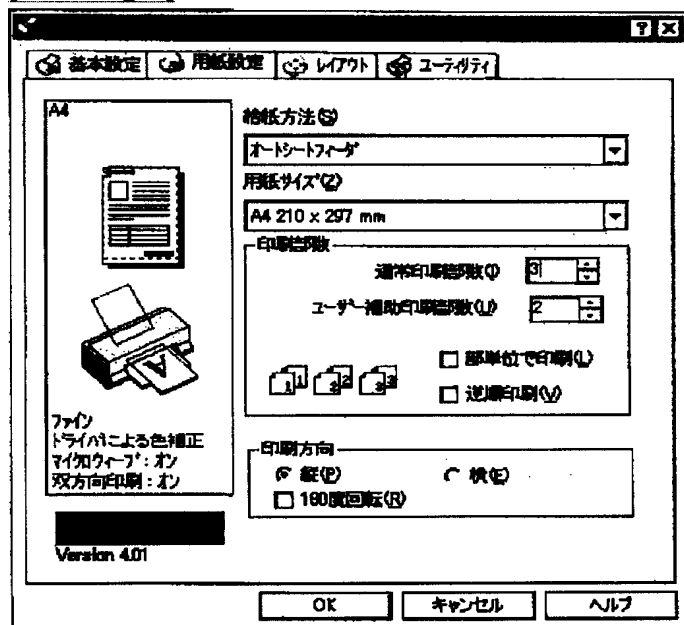 基本設定 用紙設定 レイアウト ユーティリティ
A4
給紙方法(S)
オートシートフィーダ
用紙サイズ(Z)
A4 210 x 297 mm
印刷部数
通常印刷部数(I) 3
ユーザー補助印刷部数(U) 2
部単位で印刷(L)
逆順印刷(V)
ファイン
ドライバによる色補正
マイクロウィーブ:オン
双方向印刷:オン
印刷方向
縦(P) 横(E)
180度回転(R)
Version 4.01
OK キャンセル ヘルプ